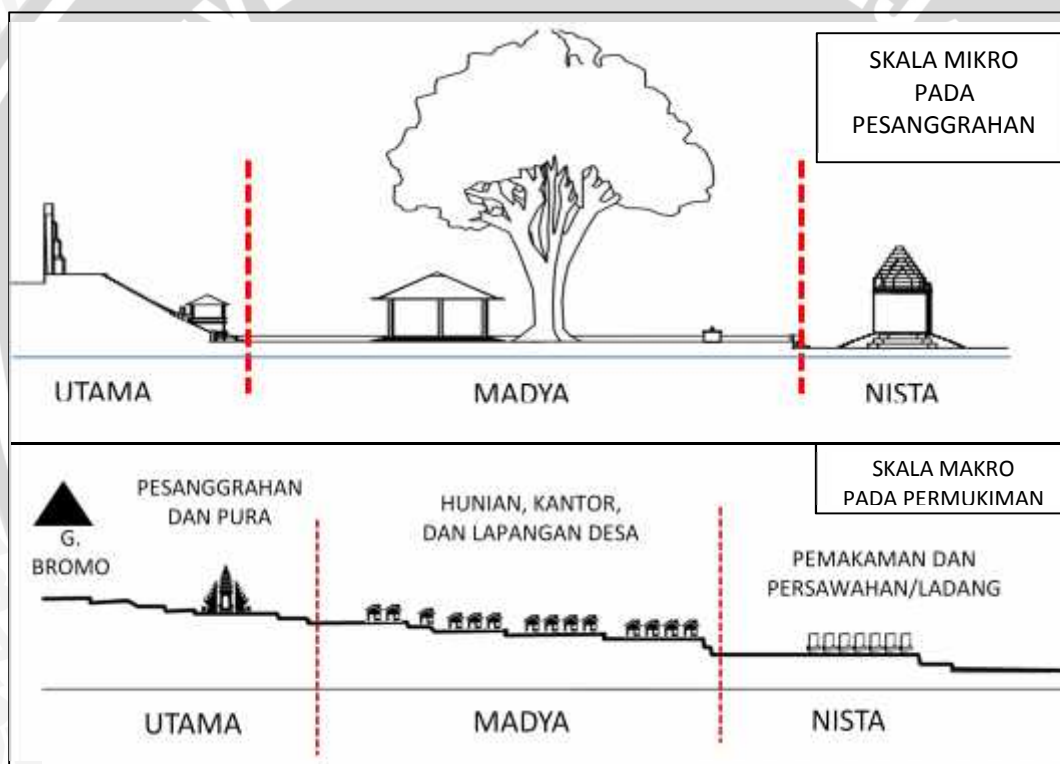 SKALA MIKRO
PADA
PESANGGRAHAN
UTAMA
MADYA
NISTA
SKALA MAKRO
PADA PERMUKIMAN
PESANGGRAHAN
DAN PURA
HUNIAN, KANTOR,
DAN LAPANGAN DESA
G.
BROMO
PEMAKAMAN DAN
PERSAWAHAN/LADANG
UTAMA
MADYA
NISTA